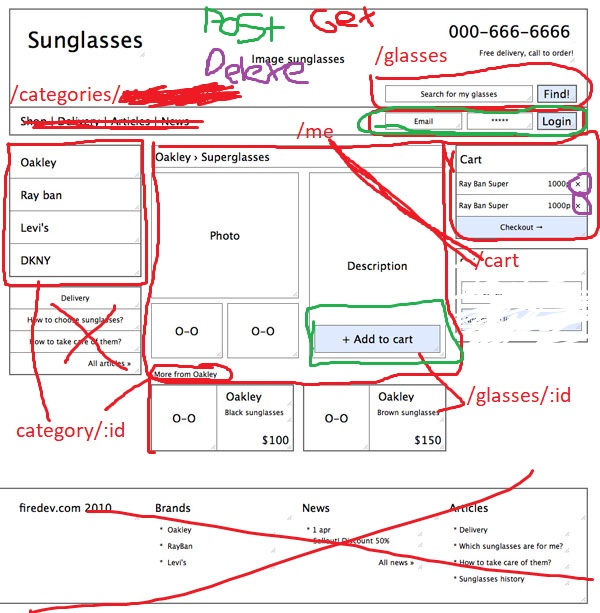 POST GET
Sunglasses
000-666-6666
Free delivery, call to order!
Image sunglasses
Delete
/glasses
Search for my glasses Find!
/categories/
Shop | Delivery | Articles | News
Email ***** Login
/me
Oakley
Ray ban
Levi's
DKNY
Oakley › Superglasses
Cart
Ray Ban Super 1000p ×
Ray Ban Super 1000p ×
Checkout →
Photo
Description
/cart
Delivery
How to choose sunglasses?
How to take care of them?
All articles »
O-O
O-O
+ Add to cart
More from Oakley
/glasses/:id
category/:id
O-O
Oakley
Black sunglasses
$100
O-O
Oakley
Brown sunglasses
$150
firedev.com 2010
Brands
* Oakley
* RayBan
* Levi's
News
* 1 apr
Sellout! Discount 50%
All news »
Articles
* Delivery
* Which sunglasses are for me?
* How to take care of them?
* Sunglasses history